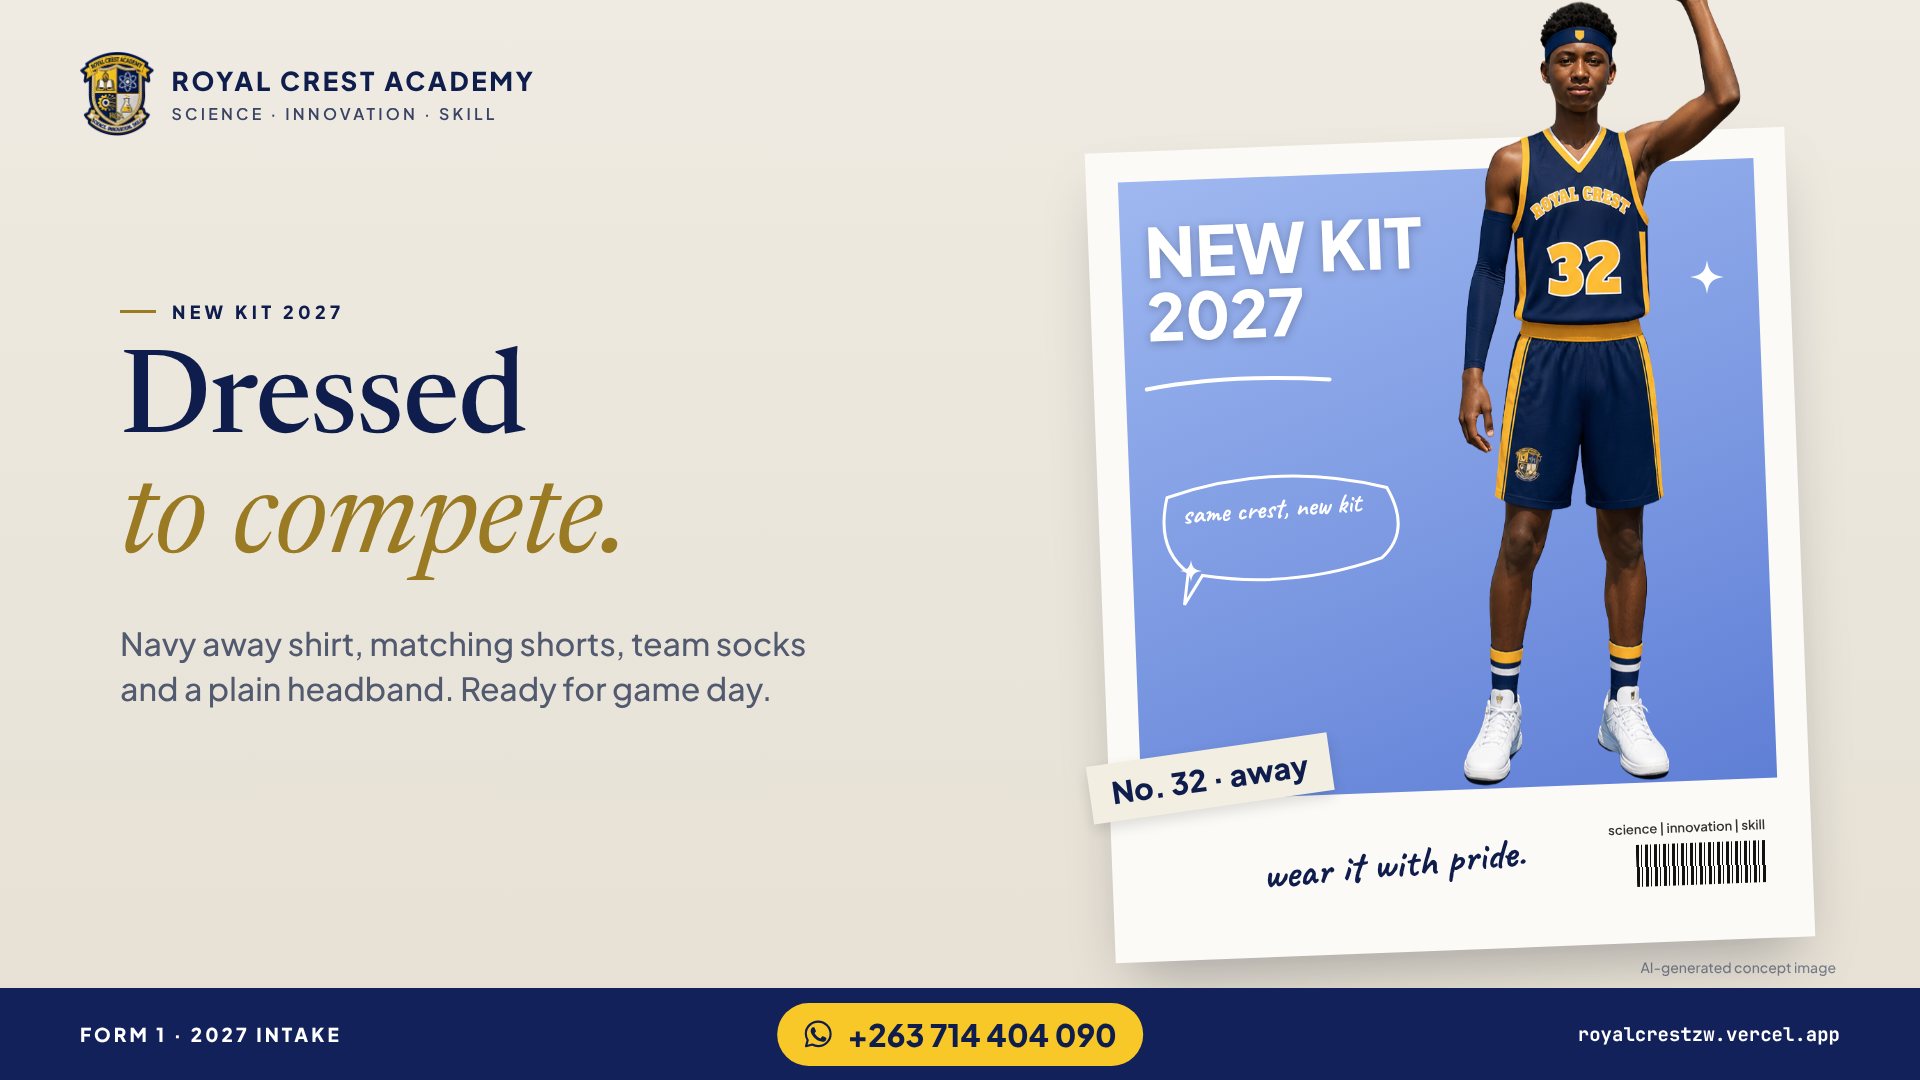 ROYAL CREST ACADEMY
SCIENCE · INNOVATION · SKILL
NEW KIT 2027
Dressed
to compete.
Navy away shirt, matching shorts, team socks
and a plain headband. Ready for game day.
NEW KIT
2027
ROYAL CREST
32
same crest, new kit
No. 32 · away
wear it with pride.
science | innovation | skill
AI-generated concept image
FORM 1 · 2027 INTAKE
+263 714 404 090
royalcrestzw.vercel.app